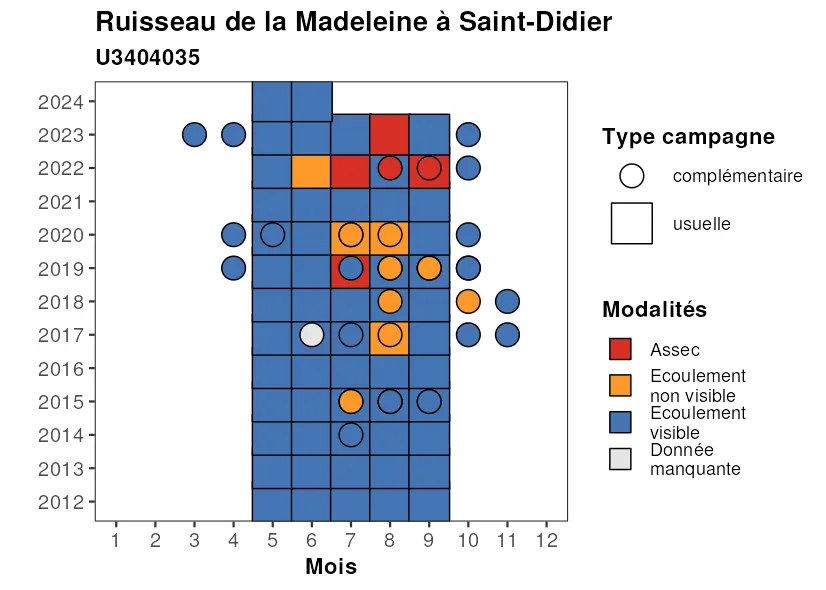 Ruisseau de la Madeleine à Saint-Didier
U3404035
2024
2023
2022
2021
2020
2019
2018
2017
2016
2015
2014
2013
2012
1 2 3 4 5 6 7 8 9 10 11 12
Mois
Type campagne
complémentaire
usuelle
Modalités
Assec
Ecoulement
non visible
Ecoulement
visible
Donnée
manquante